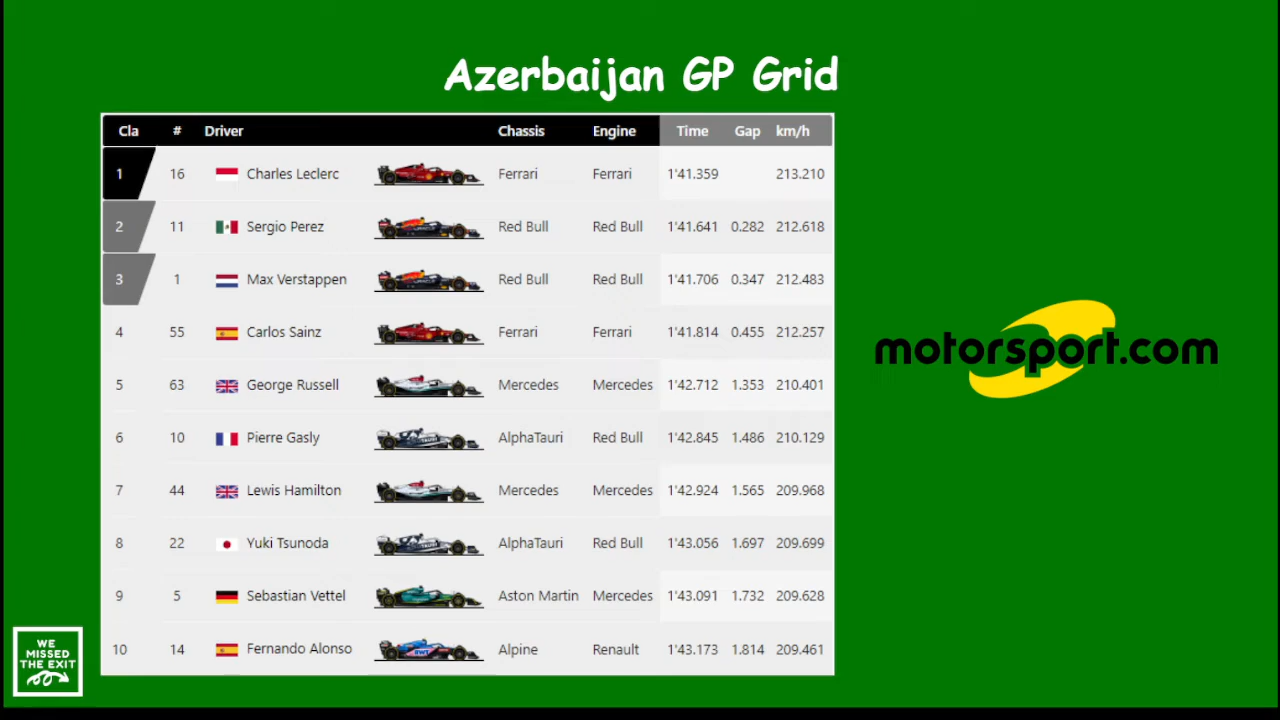 Azerbaijan GP Grid
Cla # Driver Chassis Engine Time Gap km/h
1 16 Charles Leclerc Ferrari Ferrari 1'41.359 213.210
2 11 Sergio Perez Red Bull Red Bull 1'41.641 0.282 212.618
3 1 Max Verstappen Red Bull Red Bull 1'41.706 0.347 212.483
4 55 Carlos Sainz Ferrari Ferrari 1'41.814 0.455 212.257
5 63 George Russell Mercedes Mercedes 1'42.712 1.353 210.401
6 10 Pierre Gasly AlphaTauri Red Bull 1'42.845 1.486 210.129
7 44 Lewis Hamilton Mercedes Mercedes 1'42.924 1.565 209.968
8 22 Yuki Tsunoda AlphaTauri Red Bull 1'43.056 1.697 209.699
9 5 Sebastian Vettel Aston Martin Mercedes 1'43.091 1.732 209.628
10 14 Fernando Alonso Alpine Renault 1'43.173 1.814 209.461
motorsport.com
WE
MISSED
THE EXIT